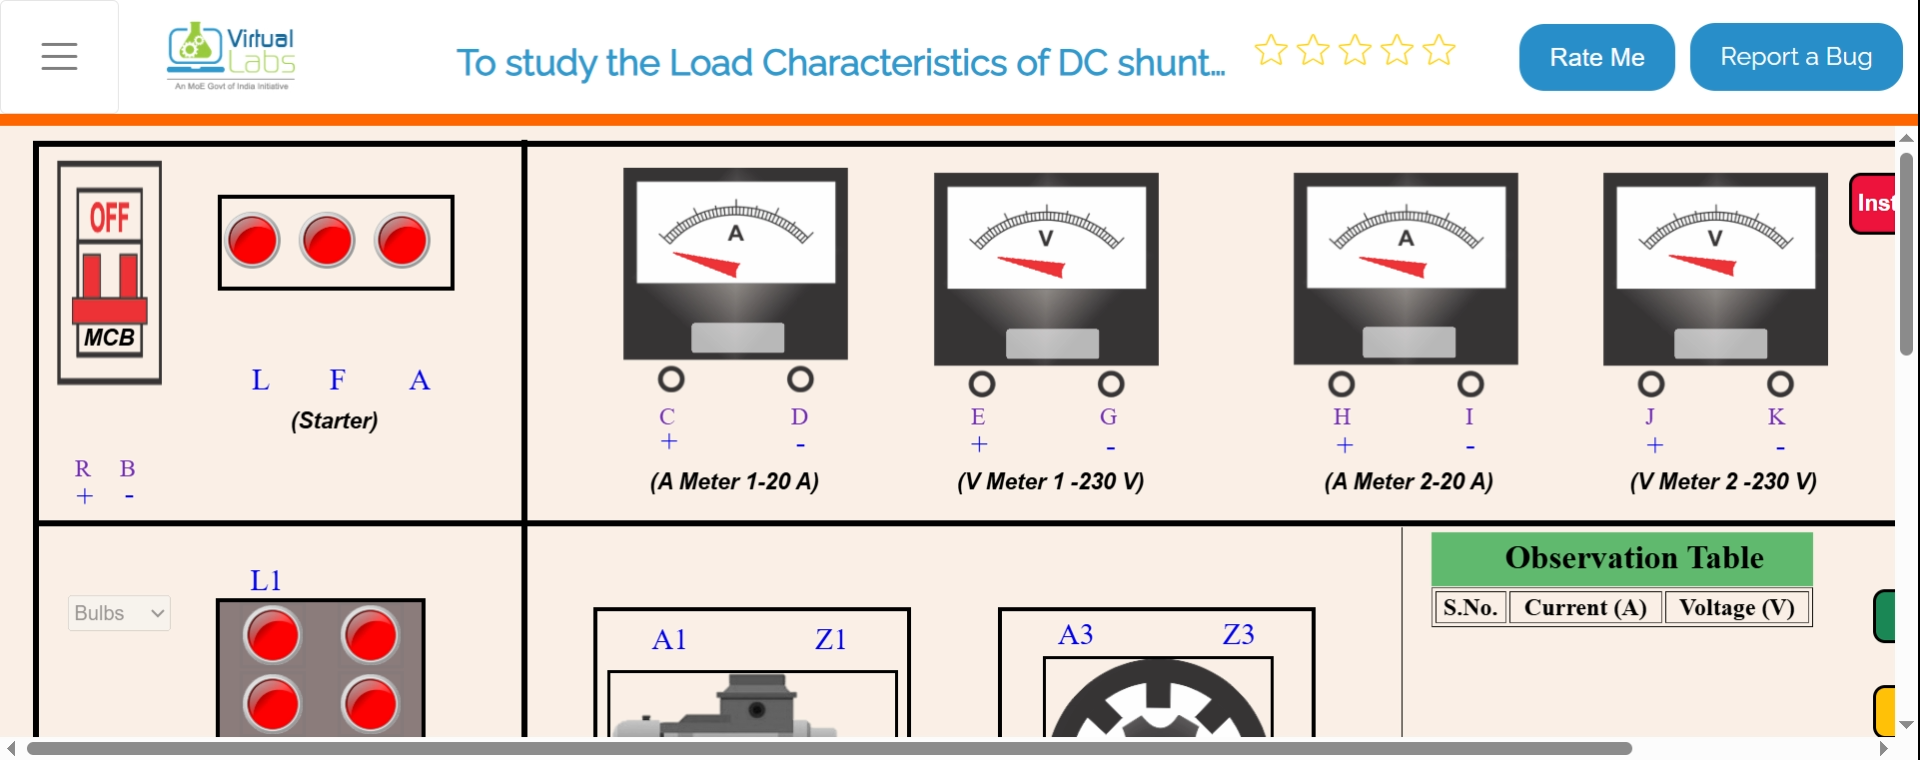 Virtual
Labs
An MoE Govt of India Initiative
To study the Load Characteristics of DC shunt...
Rate Me
Report a Bug
OFF
MCB
L F A
(Starter)
R B
+ -
A
V
A
V
C D
+ -
(A Meter 1-20 A)
E G
+ -
(V Meter 1 -230 V)
H I
+ -
(A Meter 2-20 A)
J K
+ -
(V Meter 2 -230 V)
Inst
Bulbs
L1
A1 Z1
A3 Z3
Observation Table
S.No. Current (A) Voltage (V)